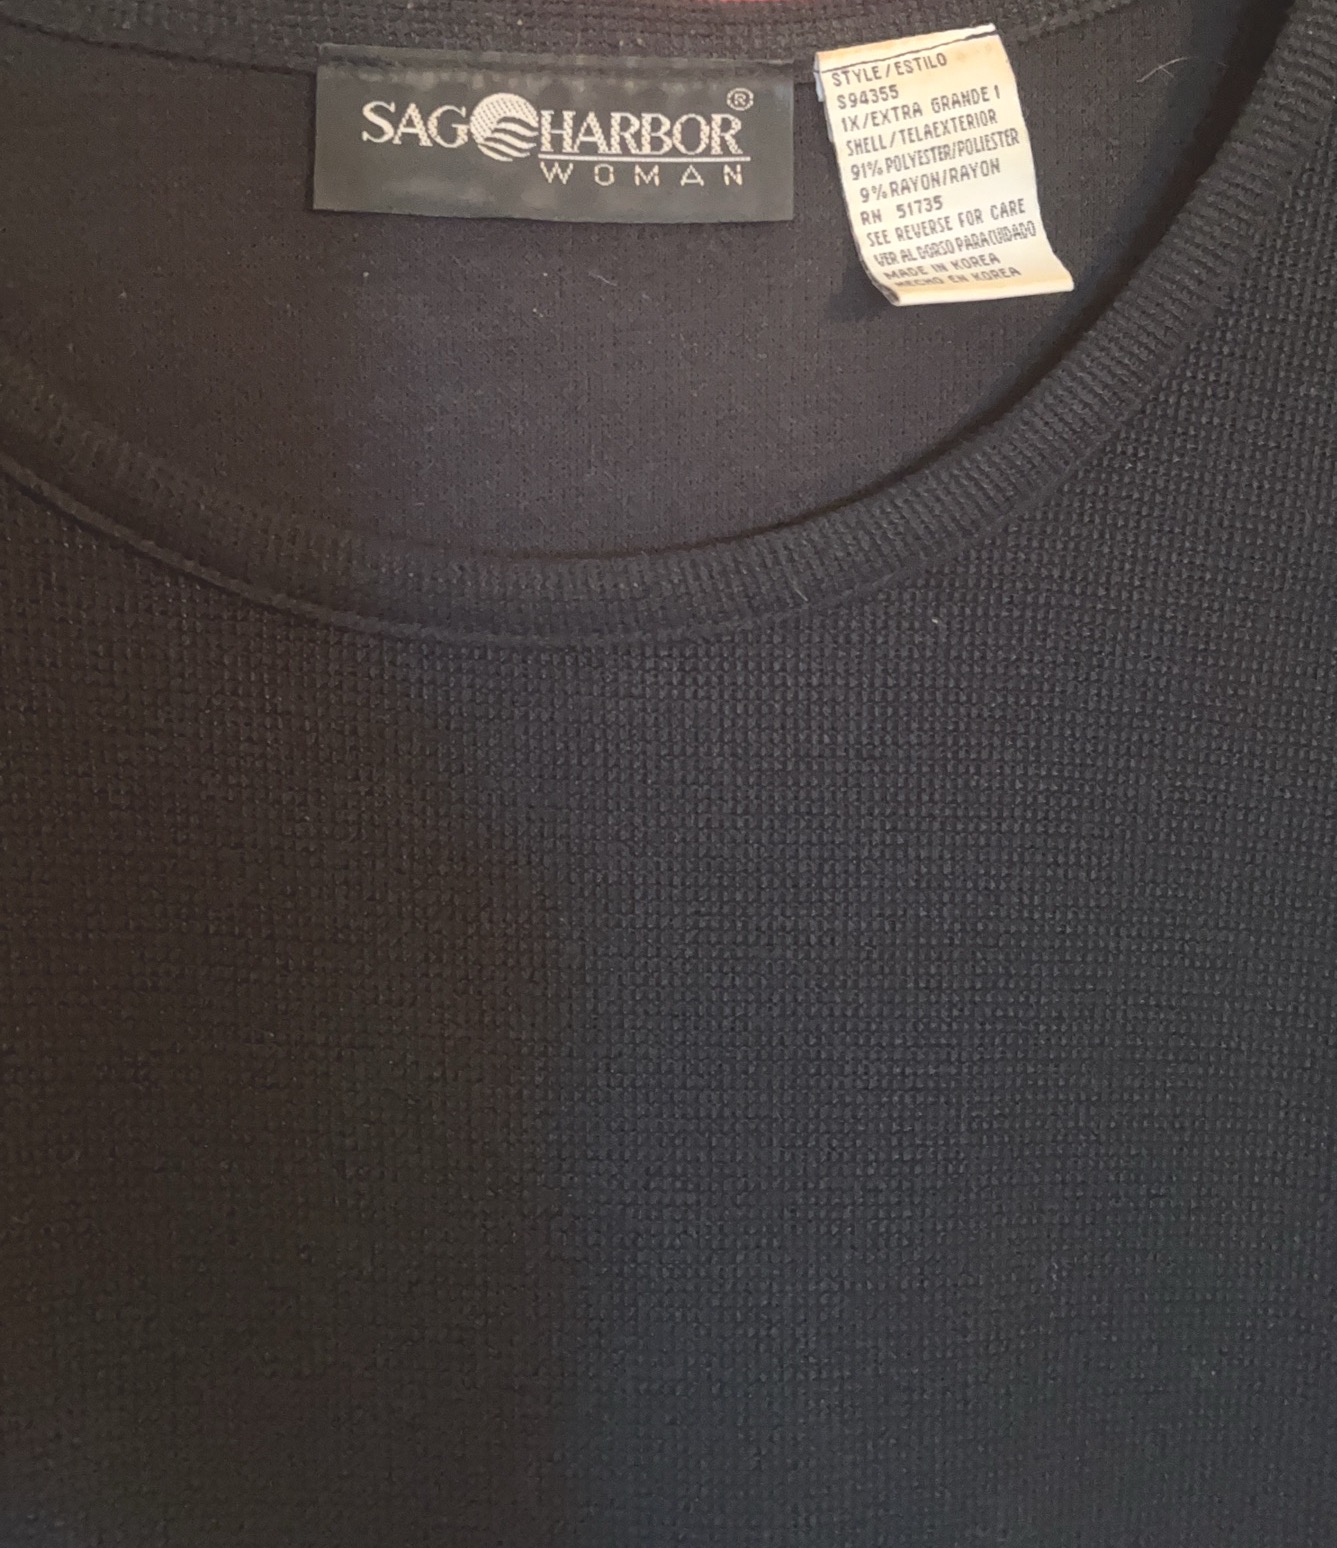 SAG HARBOR®
WOMAN
STYLE/ESTILO
S94355
1X/EXTRA GRANDE 1
SHELL/TELAEXTERIOR
91% POLYESTER/POLIESTER
9% RAYON/RAYON
RN 51735
SEE REVERSE FOR CARE
VER AL DORSO PARA CUIDADO
MADE IN KOREA
HECHO EN KOREA